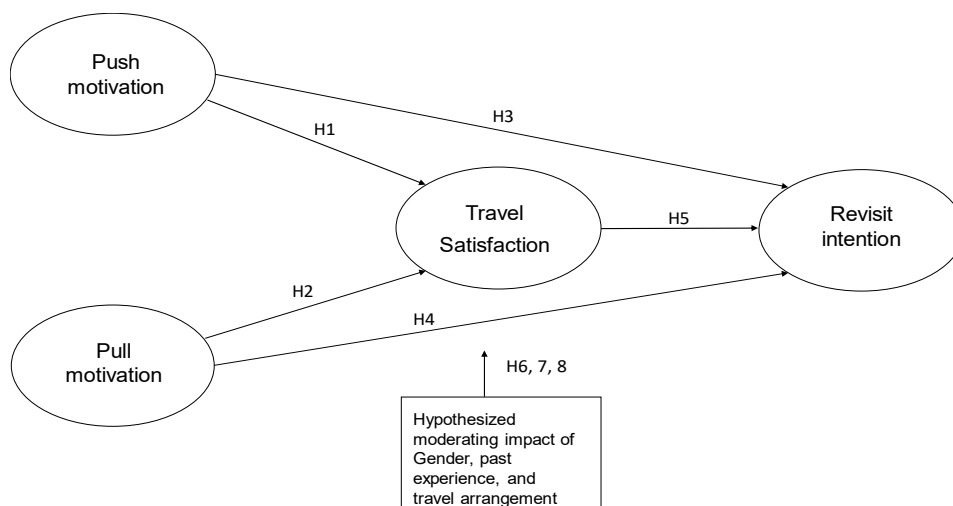 Push
motivation
H3
H1
Travel
Satisfaction
H5
Revisit
intention
H2
H4
Pull
motivation
H6, 7, 8
Hypothesized
moderating impact of
Gender, past
experience, and
travel arrangement